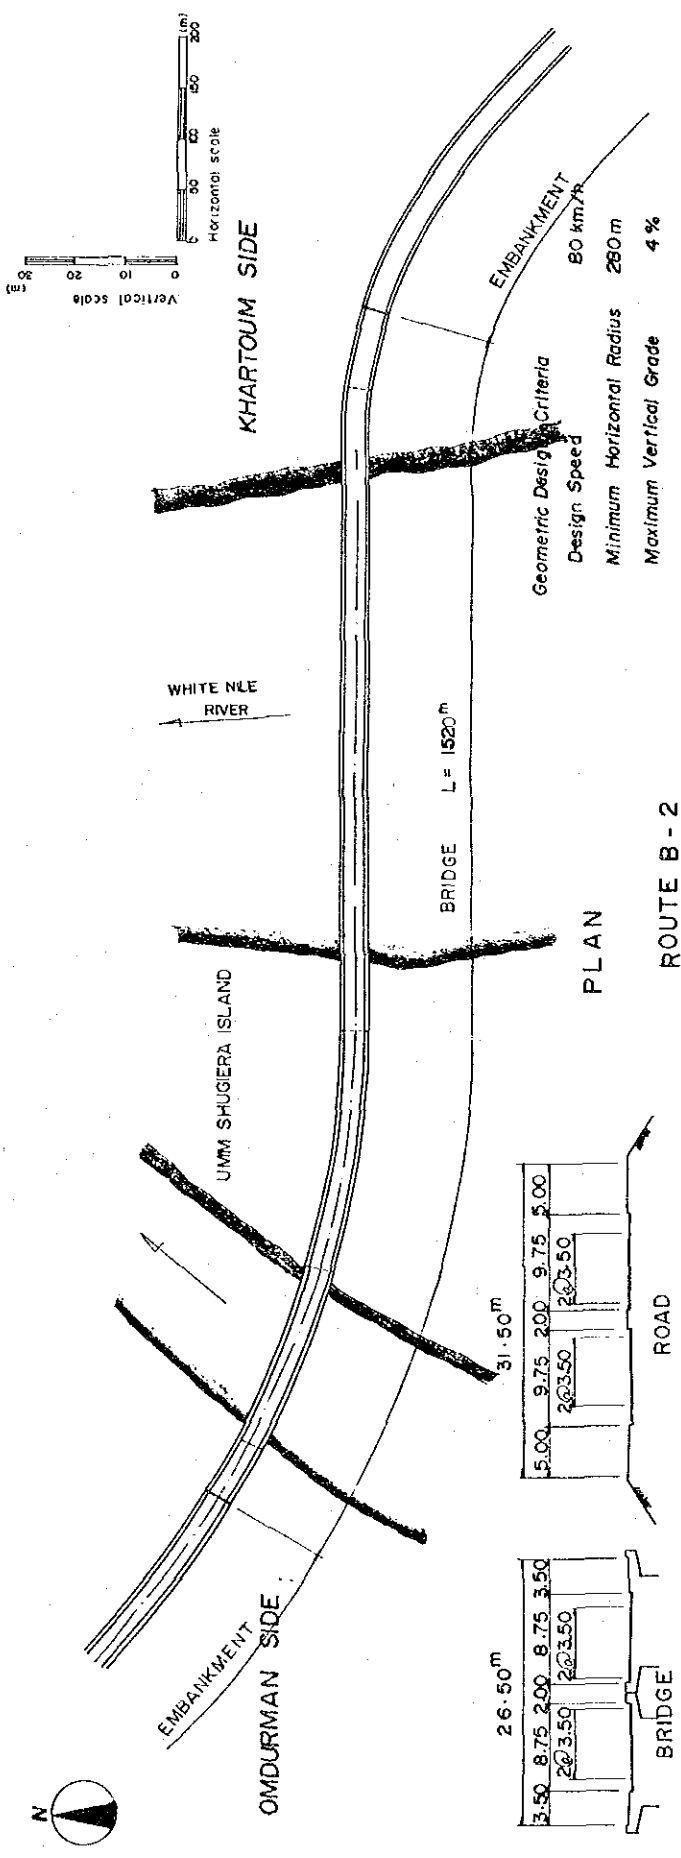 N
Vertical scale
0 10 20 30
(m)
0 50 100 150 200
(m)
Horizontal scale
OMDURMAN SIDE
KHARTOUM SIDE
UMM SHUGIERA ISLAND
WHITE NILE
RIVER
EMBANKMENT
BRIDGE L = 1520m
EMBANKMENT
PLAN
Geometric Design Criteria
Design Speed 80 km/h
Minimum Horizontal Radius 280 m
Maximum Vertical Grade 4 %
26.50m
3.50 8.75 2.00 8.75 3.50
2@3.50 2@3.50
BRIDGE
31.50m
5.00 9.75 2.00 9.75 5.00
2@3.50 2@3.50
ROAD
ROUTE B - 2